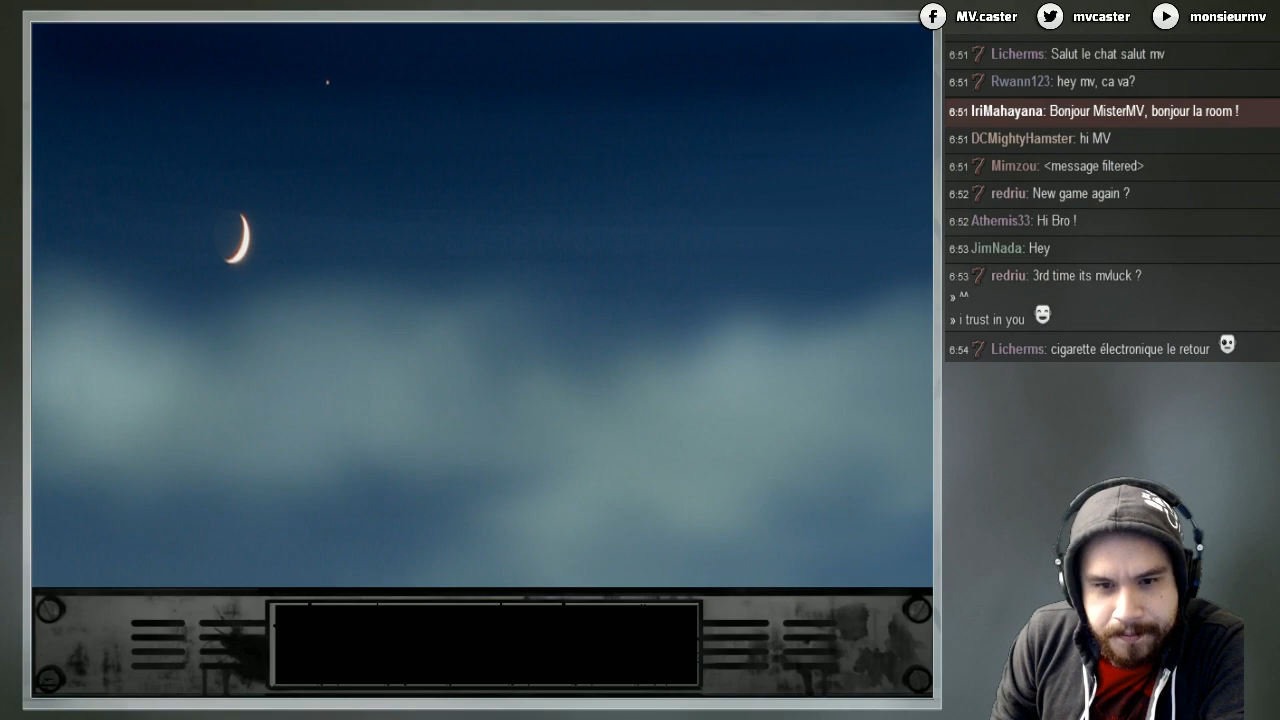 MV.caster mvcaster monsieurmv
6:51 Licherms: Salut le chat salut mv
6:51 Rwann123: hey mv, ca va?
6:51 IriMahayana: Bonjour MisterMV, bonjour la room !
6:51 DCMightyHamster: hi MV
6:51 Mimzou: <message filtered>
6:52 redriu: New game again ?
6:52 Athemis33: Hi Bro !
6:53 JimNada: Hey
6:53 redriu: 3rd time its mvluck ?
» ^^
» i trust in you
6:54 Licherms: cigarette électronique le retour